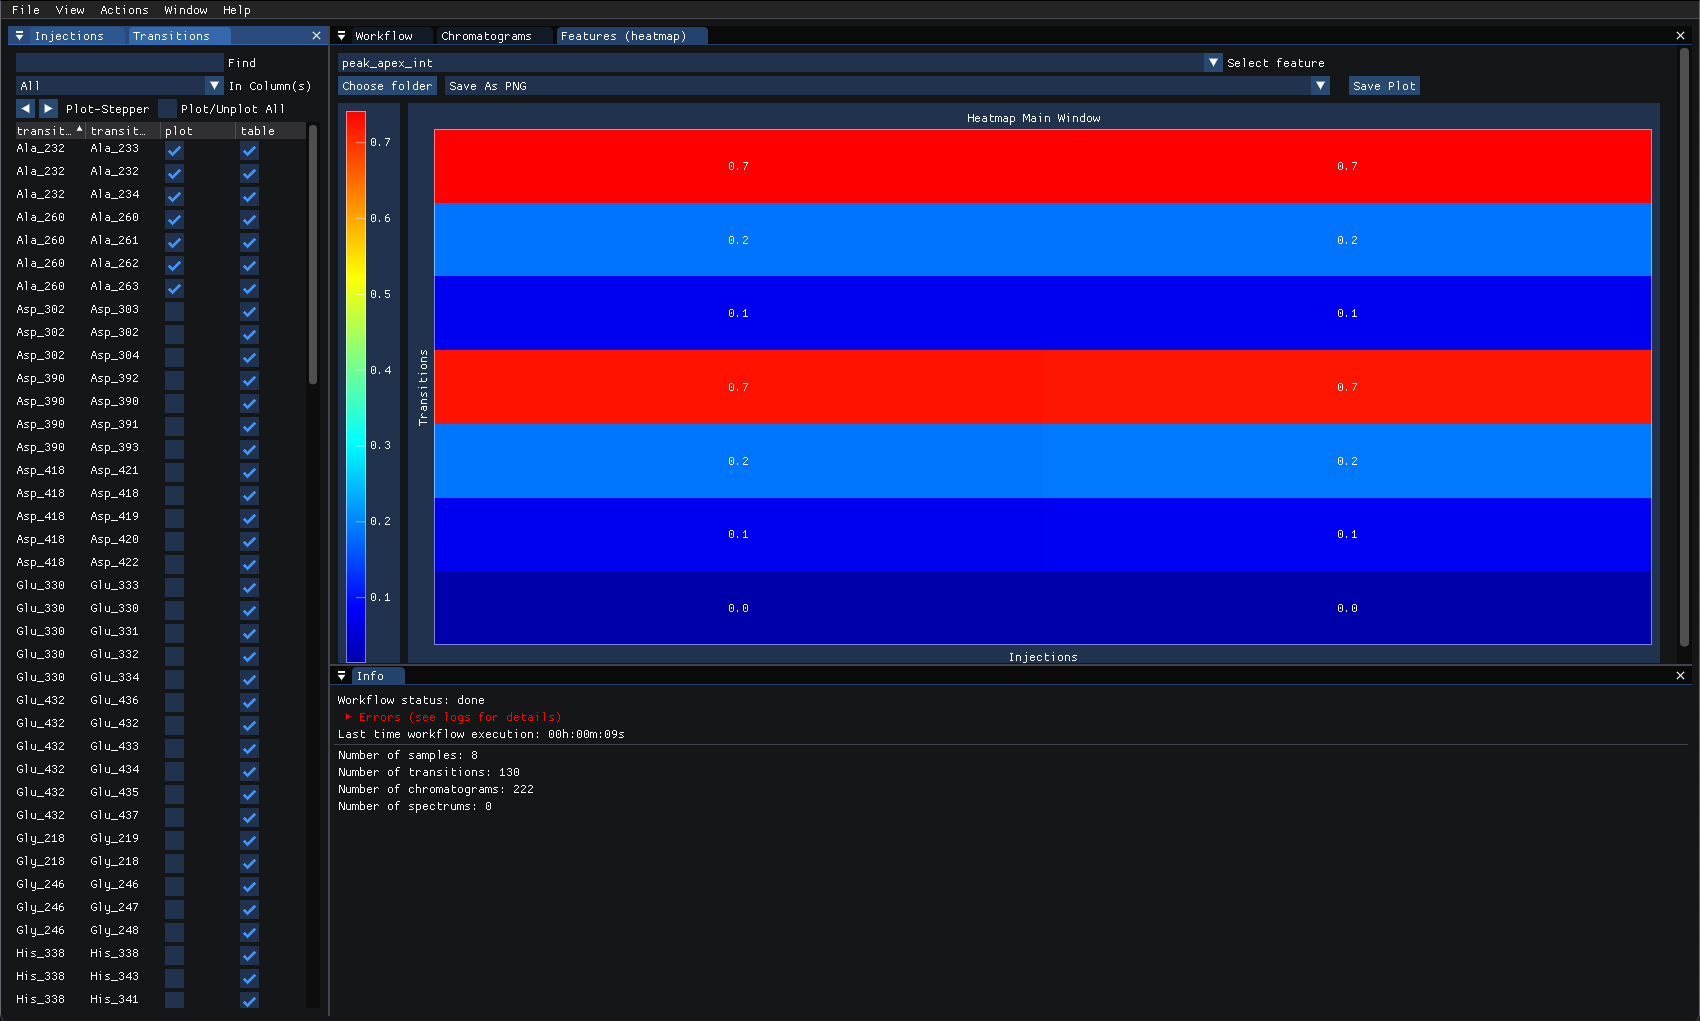 File View Actions Window Help
Injections Transitions
Find
All In Column(s)
Plot-Stepper Plot/Unplot All
transit… transit… plot table
Ala_232 Ala_233
Ala_232 Ala_232
Ala_232 Ala_234
Ala_260 Ala_260
Ala_260 Ala_261
Ala_260 Ala_262
Ala_260 Ala_263
Asp_302 Asp_303
Asp_302 Asp_302
Asp_302 Asp_304
Asp_390 Asp_392
Asp_390 Asp_390
Asp_390 Asp_391
Asp_390 Asp_393
Asp_418 Asp_421
Asp_418 Asp_418
Asp_418 Asp_419
Asp_418 Asp_420
Asp_418 Asp_422
Glu_330 Glu_333
Glu_330 Glu_330
Glu_330 Glu_331
Glu_330 Glu_332
Glu_330 Glu_334
Glu_432 Glu_436
Glu_432 Glu_432
Glu_432 Glu_433
Glu_432 Glu_434
Glu_432 Glu_435
Glu_432 Glu_437
Gly_218 Gly_219
Gly_218 Gly_218
Gly_246 Gly_246
Gly_246 Gly_247
Gly_246 Gly_248
His_338 His_338
His_338 His_343
His_338 His_341
Workflow Chromatograms Features (heatmap)
peak_apex_int Select feature
Choose folder Save As PNG Save Plot
0.7
0.6
0.5
0.4
0.3
0.2
0.1
Heatmap Main Window
Transitions
0.7 0.7
0.2 0.2
0.1 0.1
0.7 0.7
0.2 0.2
0.1 0.1
0.0 0.0
Injections
Info
Workflow status: done
Errors (see logs for details)
Last time workflow execution: 00h:00m:09s
Number of samples: 8
Number of transitions: 130
Number of chromatograms: 222
Number of spectrums: 0